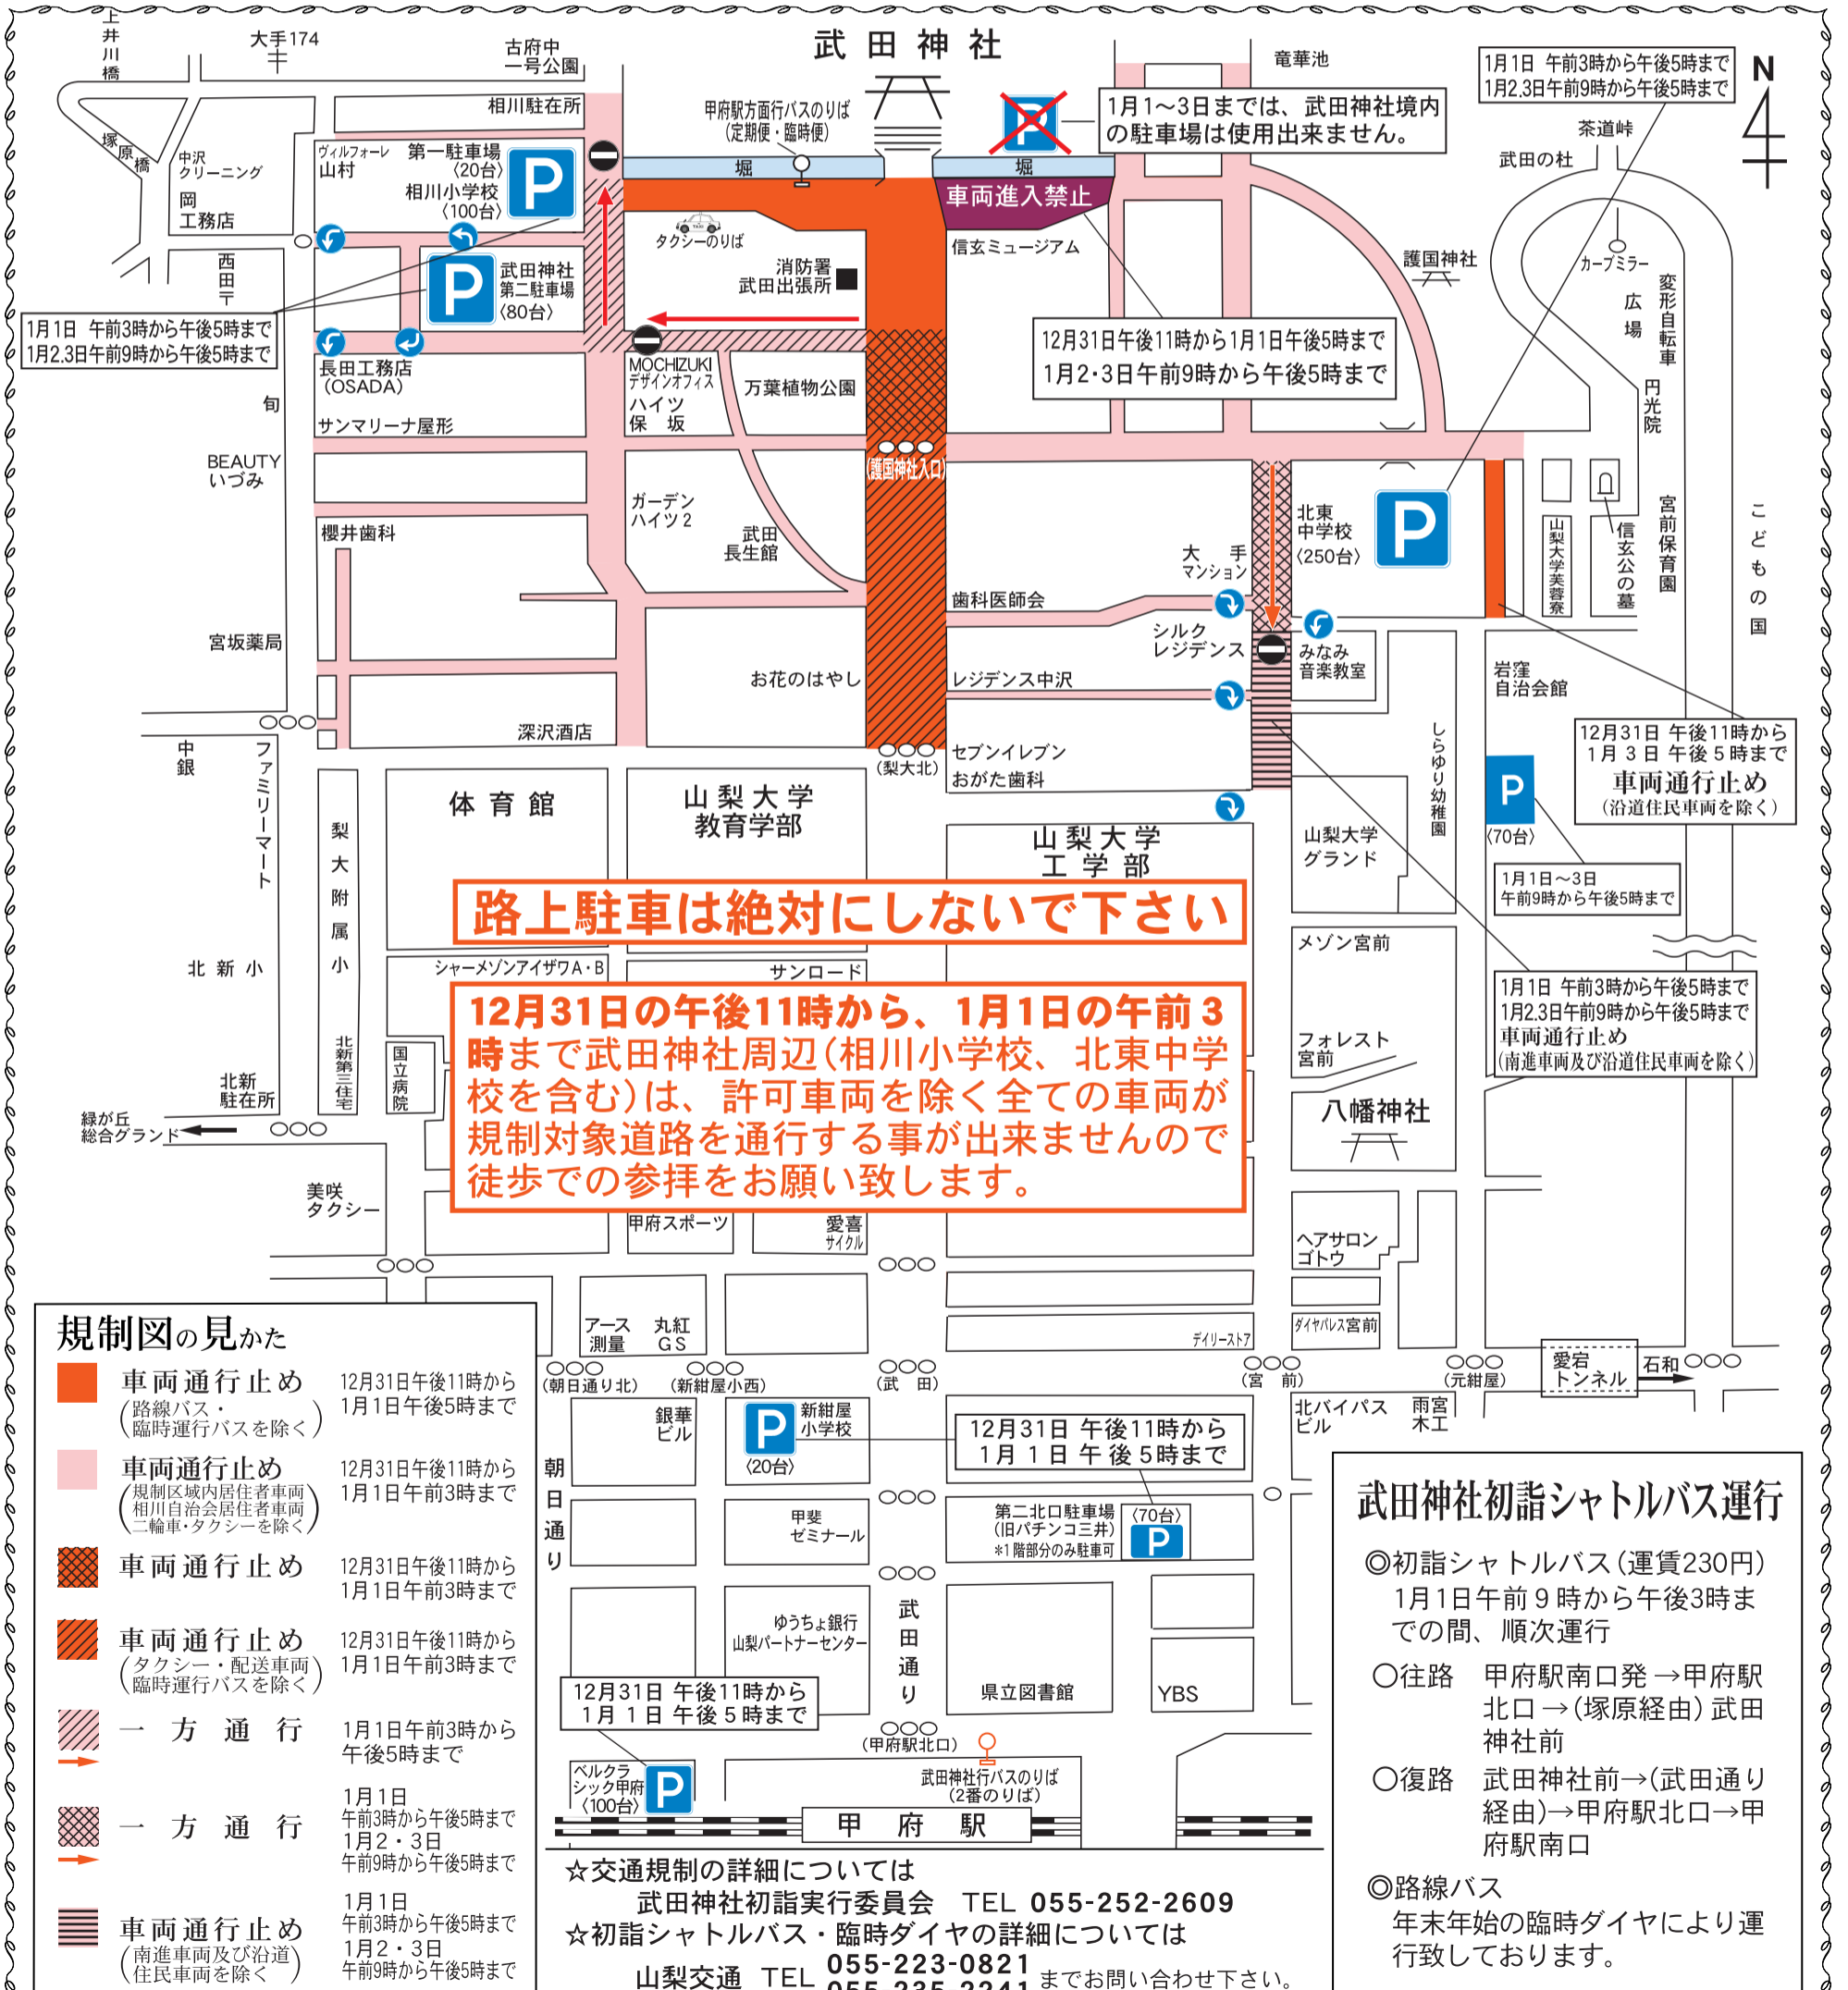 上井川橋
大手174
古府中
一号公園
武田神社
竜華池
1月1日 午前3時から午後5時まで
1月2.3日午前9時から午後5時まで
N
相川駐在所
甲府駅方面行バスのりば
(定期便・臨時便)
P
1月1〜3日までは、武田神社境内
の駐車場は使用出来ません。
茶道峠
武田の杜
塚原橋
中沢
クリーニング
岡
工務店
ヴィルフォーレ
山村
第一駐車場
〈20台〉
相川小学校
〈100台〉
P
堀
堀
車両進入禁止
タクシーのりば
信玄ミュージアム
護国神社
カーブミラー
西田〒
P
武田神社
第二駐車場
〈80台〉
消防署
武田出張所
広場
変形自転車
1月1日 午前3時から午後5時まで
1月2.3日午前9時から午後5時まで
12月31日午後11時から1月1日午後5時まで
1月2・3日午前9時から午後5時まで
長田工務店
(OSADA)
MOCHIZUKI
デザインオフィス
ハイツ
保 坂
万葉植物公園
円光院
旬
サンマリーナ屋形
BEAUTY
いづみ
(護国神社入口)
ガーデン
ハイツ2
武田
長生館
櫻井歯科
北東
中学校
〈250台〉
P
大 手
マンション
山梨大学芙蓉寮
信玄公の墓
宮前保育園
こどもの国
歯科医師会
シルク
レジデンス
みなみ
音楽教室
宮坂薬局
お花のはやし
レジデンス中沢
岩窪
自治会館
深沢酒店
(梨大北)
セブンイレブン
おがた歯科
しらゆり幼稚園
12月31日 午後11時から
1月3日 午後5時まで
車両通行止め
(沿道住民車両を除く)
中銀
ファミリーマート
体育館
山梨大学
教育学部
山梨大学
工学部
山梨大学
グランド
P
〈70台〉
1月1日〜3日
午前9時から午後5時まで
梨大附属小
路上駐車は絶対にしないで下さい
メゾン宮前
北新小
シャーメゾンアイザワA・B
サンロード
12月31日の午後11時から、1月1日の午前3
時まで武田神社周辺(相川小学校、北東中学
校を含む)は、許可車両を除く全ての車両が
規制対象道路を通行する事が出来ませんので
徒歩での参拝をお願い致します。
1月1日 午前3時から午後5時まで
1月2.3日午前9時から午後5時まで
車両通行止め
(南進車両及び沿道住民車両を除く)
フォレスト
宮前
北新第三住宅
国立病院
北新
駐在所
緑が丘
総合グランド
八幡神社
美咲
タクシー
甲府スポーツ
愛喜
サイクル
ヘアサロン
ゴトウ
アース
測量
丸紅
GS
デイリーストア
ダイヤパレス宮前
(朝日通り北)
(新紺屋小西)
(武 田)
(宮 前)
(元紺屋)
愛宕
トンネル
石和
銀華
ビル
P
〈20台〉
新紺屋
小学校
12月31日 午後11時から
1月1日 午後5時まで
北バイパス
ビル
雨宮
木工
朝日通り
甲斐
ゼミナール
第二北口駐車場
(旧パチンコ三井)
*1階部分のみ駐車可
〈70台〉
P
武田通り
ゆうちょ銀行
山梨パートナーセンター
県立図書館
YBS
12月31日 午後11時から
1月1日 午後5時まで
(甲府駅北口)
ベルクラ
シック甲府
〈100台〉
P
武田神社行バスのりば
(2番のりば)
甲府駅
規制図の見かた
車両通行止め
(路線バス・
臨時運行バスを除く)
12月31日午後11時から
1月1日午後5時まで
車両通行止め
(規制区域内居住者車両
相川自治会居住者車両
二輪車・タクシーを除く)
12月31日午後11時から
1月1日午前3時まで
車両通行止め
12月31日午後11時から
1月1日午前3時まで
車両通行止め
(タクシー・配送車両
臨時運行バスを除く)
12月31日午後11時から
1月1日午前3時まで
一方通行
1月1日午前3時から
午後5時まで
一方通行
1月1日
午前3時から午後5時まで
1月2・3日
午前9時から午後5時まで
車両通行止め
(南進車両及び沿道
住民車両を除く)
1月1日
午前3時から午後5時まで
1月2・3日
午前9時から午後5時まで
☆交通規制の詳細については
武田神社初詣実行委員会 TEL 055-252-2609
☆初詣シャトルバス・臨時ダイヤの詳細については
山梨交通 TEL 055-223-0821
055-235-2241
までお問い合わせ下さい。
武田神社初詣シャトルバス運行
◎初詣シャトルバス(運賃230円)
1月1日午前9時から午後3時ま
での間、順次運行
○往路 甲府駅南口発→甲府駅
北口→(塚原経由)武田
神社前
○復路 武田神社前→(武田通り
経由)→甲府駅北口→甲
府駅南口
◎路線バス
年末年始の臨時ダイヤにより運
行致しております。